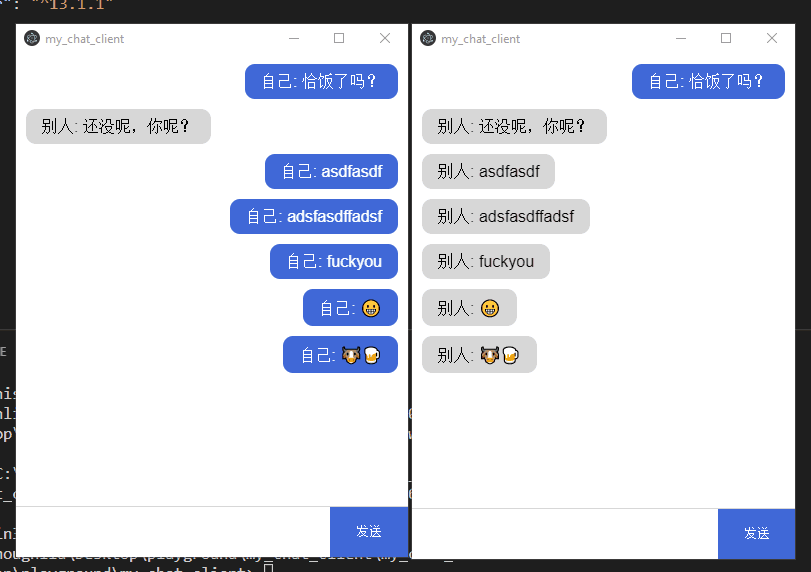 ": "^13.1.1"
my_chat_client
自己: 恰饭了吗?
别人: 还没呢，你呢?
自己: asdfasdf
自己: adsfasdffadsf
自己: fuckyou
自己: 😀
自己: 🐮🍺
发送
my_chat_client
自己: 恰饭了吗?
别人: 还没呢，你呢?
别人: asdfasdf
别人: adsfasdffadsf
别人: fuckyou
别人: 😀
别人: 🐮🍺
发送